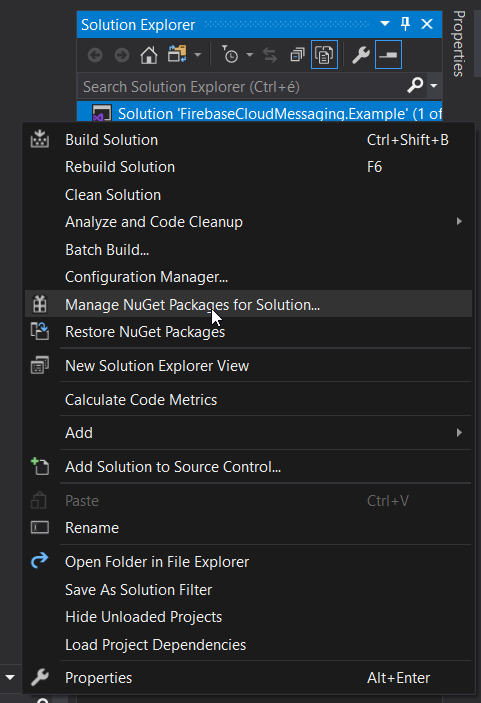 Solution Explorer
Properties
Search Solution Explorer (Ctrl+é)
Solution 'FirebaseCloudMessaging.Example' (1 of
Build Solution Ctrl+Shift+B
Rebuild Solution F6
Clean Solution
Analyze and Code Cleanup
Batch Build...
Configuration Manager...
Manage NuGet Packages for Solution...
Restore NuGet Packages
New Solution Explorer View
Calculate Code Metrics
Add
Add Solution to Source Control...
Paste Ctrl+V
Rename
Open Folder in File Explorer
Save As Solution Filter
Hide Unloaded Projects
Load Project Dependencies
Properties Alt+Enter